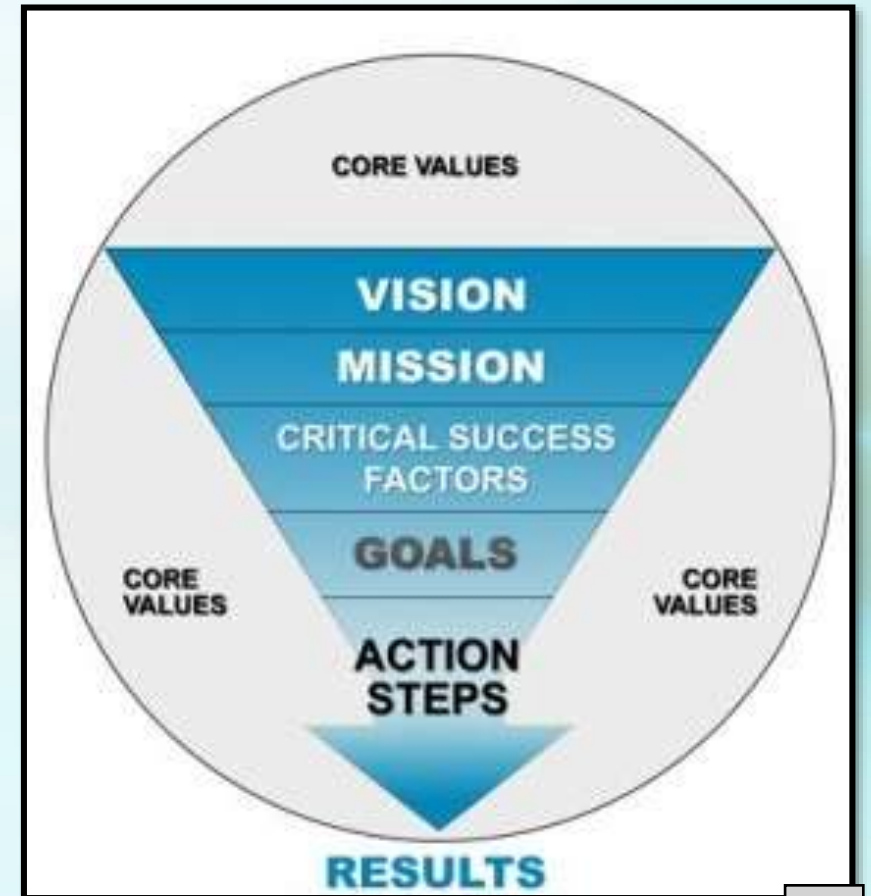 CORE VALUES
VISION
MISSION
CRITICAL SUCCESS
FACTORS
GOALS
CORE
VALUES
CORE
VALUES
ACTION
STEPS
RESULTS